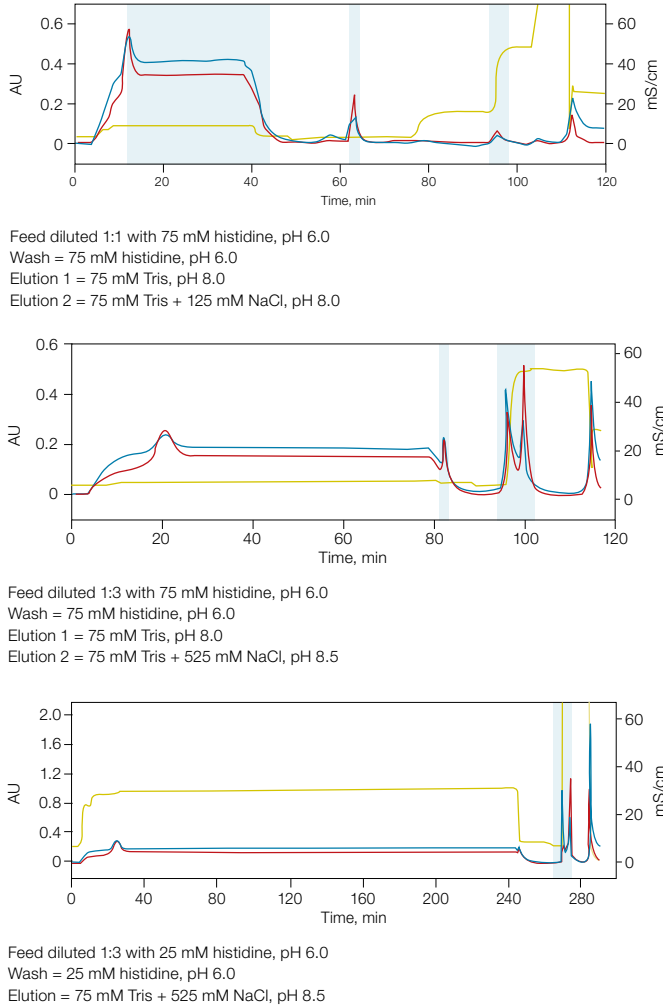 0.6
0.4
0.2
0
AU
60
40
20
0
mS/cm
0 20 40 60 80 100 120
Time, min
Feed diluted 1:1 with 75 mM histidine, pH 6.0
Wash = 75 mM histidine, pH 6.0
Elution 1 = 75 mM Tris, pH 8.0
Elution 2 = 75 mM Tris + 125 mM NaCl, pH 8.0
0.6
0.4
0.2
0
AU
60
40
20
0
mS/cm
0 20 40 60 80 100 120
Time, min
Feed diluted 1:3 with 75 mM histidine, pH 6.0
Wash = 75 mM histidine, pH 6.0
Elution 1 = 75 mM Tris, pH 8.0
Elution 2 = 75 mM Tris + 525 mM NaCl, pH 8.5
2.0
1.6
1.2
0.8
0.4
0
AU
60
40
20
0
mS/cm
0 40 80 120 160 200 240 280
Time, min
Feed diluted 1:3 with 25 mM histidine, pH 6.0
Wash = 25 mM histidine, pH 6.0
Elution = 75 mM Tris + 525 mM NaCl, pH 8.5